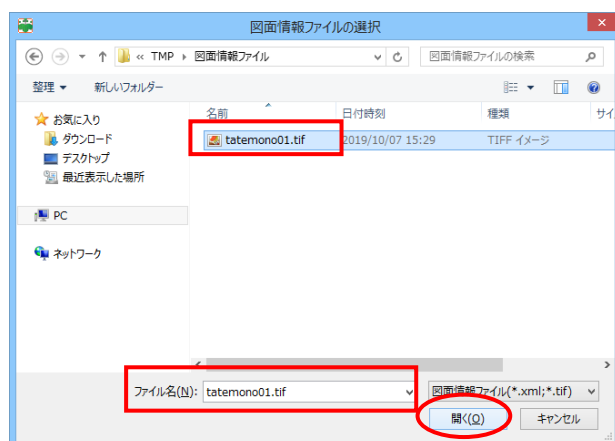 図面情報ファイルの選択
« TMP 図面情報ファイル
図面情報ファイルの検索
整理 新しいフォルダー
お気に入り
ダウンロード
デスクトップ
最近表示した場所
PC
ネットワーク
名前 日付時刻 種類 サイ
tatemono01.tif 2019/10/07 15:29 TIFF イメージ
ファイル名(N): tatemono01.tif 図面情報ファイル(*.xml;*.tif)
開く(O) キャンセル